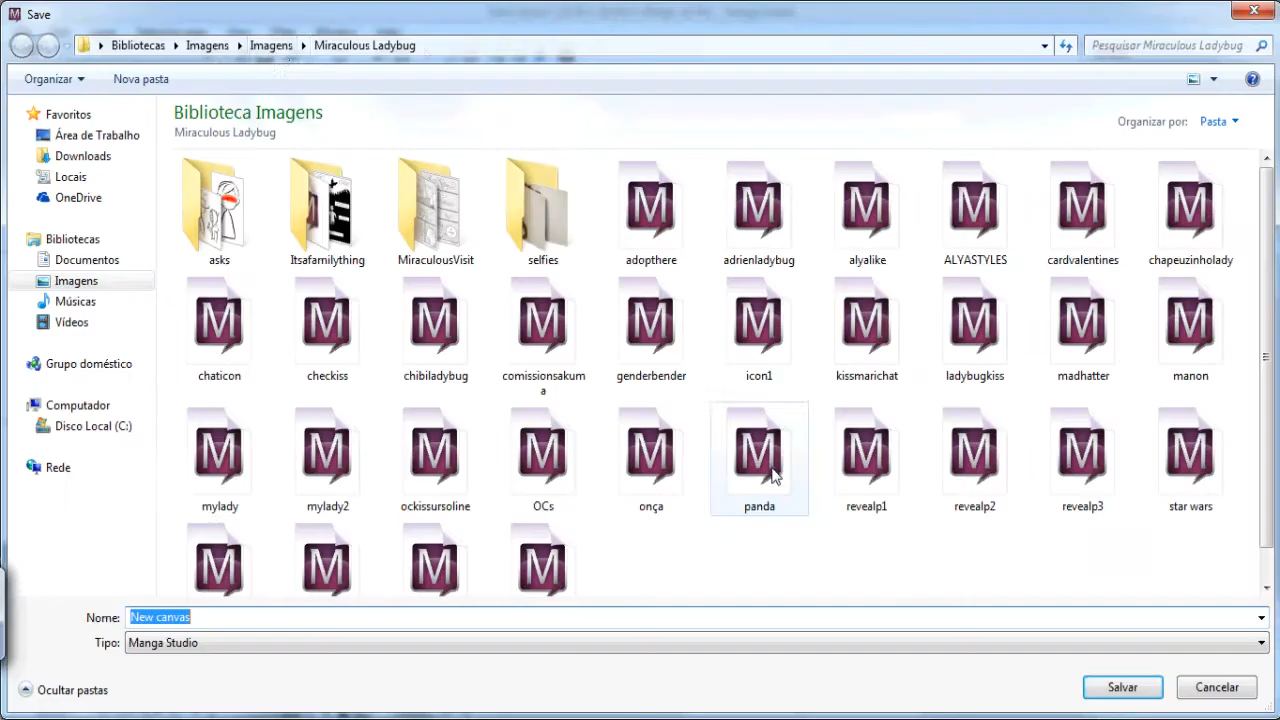 Save
Bibliotecas Imagens Imagens Miraculous Ladybug
Pesquisar Miraculous Ladybug
Organizar Nova pasta
Favoritos
Área de Trabalho
Downloads
Locais
OneDrive
Bibliotecas
Documentos
Imagens
Músicas
Vídeos
Grupo doméstico
Computador
Disco Local (C:)
Rede
Biblioteca Imagens
Miraculous Ladybug
Organizar por: Pasta
asks Itsafamilything MiraculousVisit selfies adopthere adrienladybug alyalike ALYASTYLES cardvalentines chapeuzinholady
chaticon checkiss chibiladybug comissionsakum
a genderbender icon1 kissmarichat ladybugkiss madhatter manon
mylady mylady2 ockissursoline OCs onça panda revealp1 revealp2 revealp3 star wars
Nome: New canvas
Tipo: Manga Studio
Ocultar pastas
Salvar Cancelar